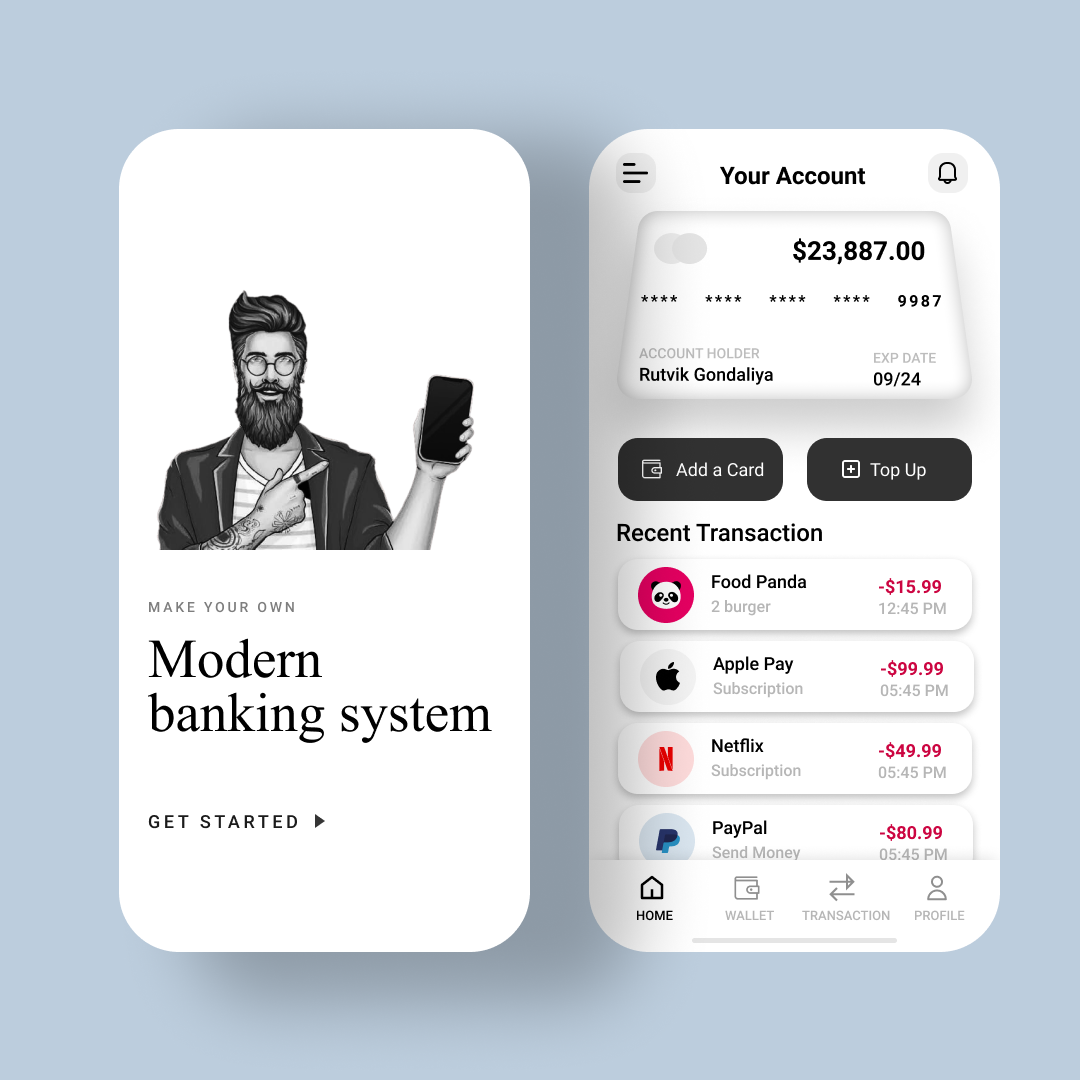 MAKE YOUR OWN
Modern
banking system
GET STARTED
Your Account
$23,887.00
**** **** **** **** 9987
ACCOUNT HOLDER
Rutvik Gondaliya
EXP DATE
09/24
Add a Card
Top Up
Recent Transaction
Food Panda
2 burger
-$15.99
12:45 PM
Apple Pay
Subscription
-$99.99
05:45 PM
N
Netflix
Subscription
-$49.99
05:45 PM
PayPal
Send Money
-$80.99
05:45 PM
HOME
WALLET
TRANSACTION
PROFILE